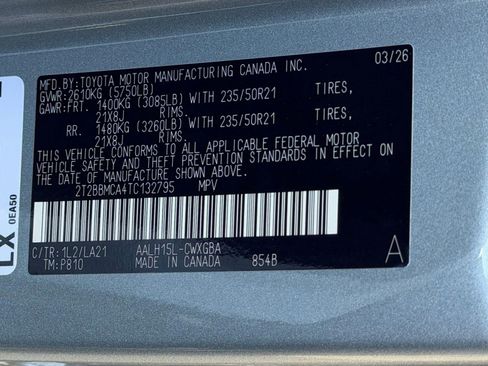 MFD.BY:TOYOTA MOTOR MANUFACTURING CANADA INC. 03/26
GVWR:2610KG (5750LB)
GAWR:FRT. 1400KG (3085LB) WITH 235/50R21 TIRES,
21X8J RIMS.
RR. 1480KG (3260LB) WITH 235/50R21 TIRES,
21X8J RIMS.
THIS VEHICLE CONFORMS TO ALL APPLICABLE FEDERAL MOTOR
VEHICLE SAFETY AND THEFT PREVENTION STANDARDS IN EFFECT
ON THE DATE OF MANUFACTURE SHOWN ABOVE.
2T2BBMCA4TC132795 MPV
C/TR:1L2/LA21 AALH15L-CWXGBA
TM:P810 MADE IN CANADA 854B
A
LX
0EA50